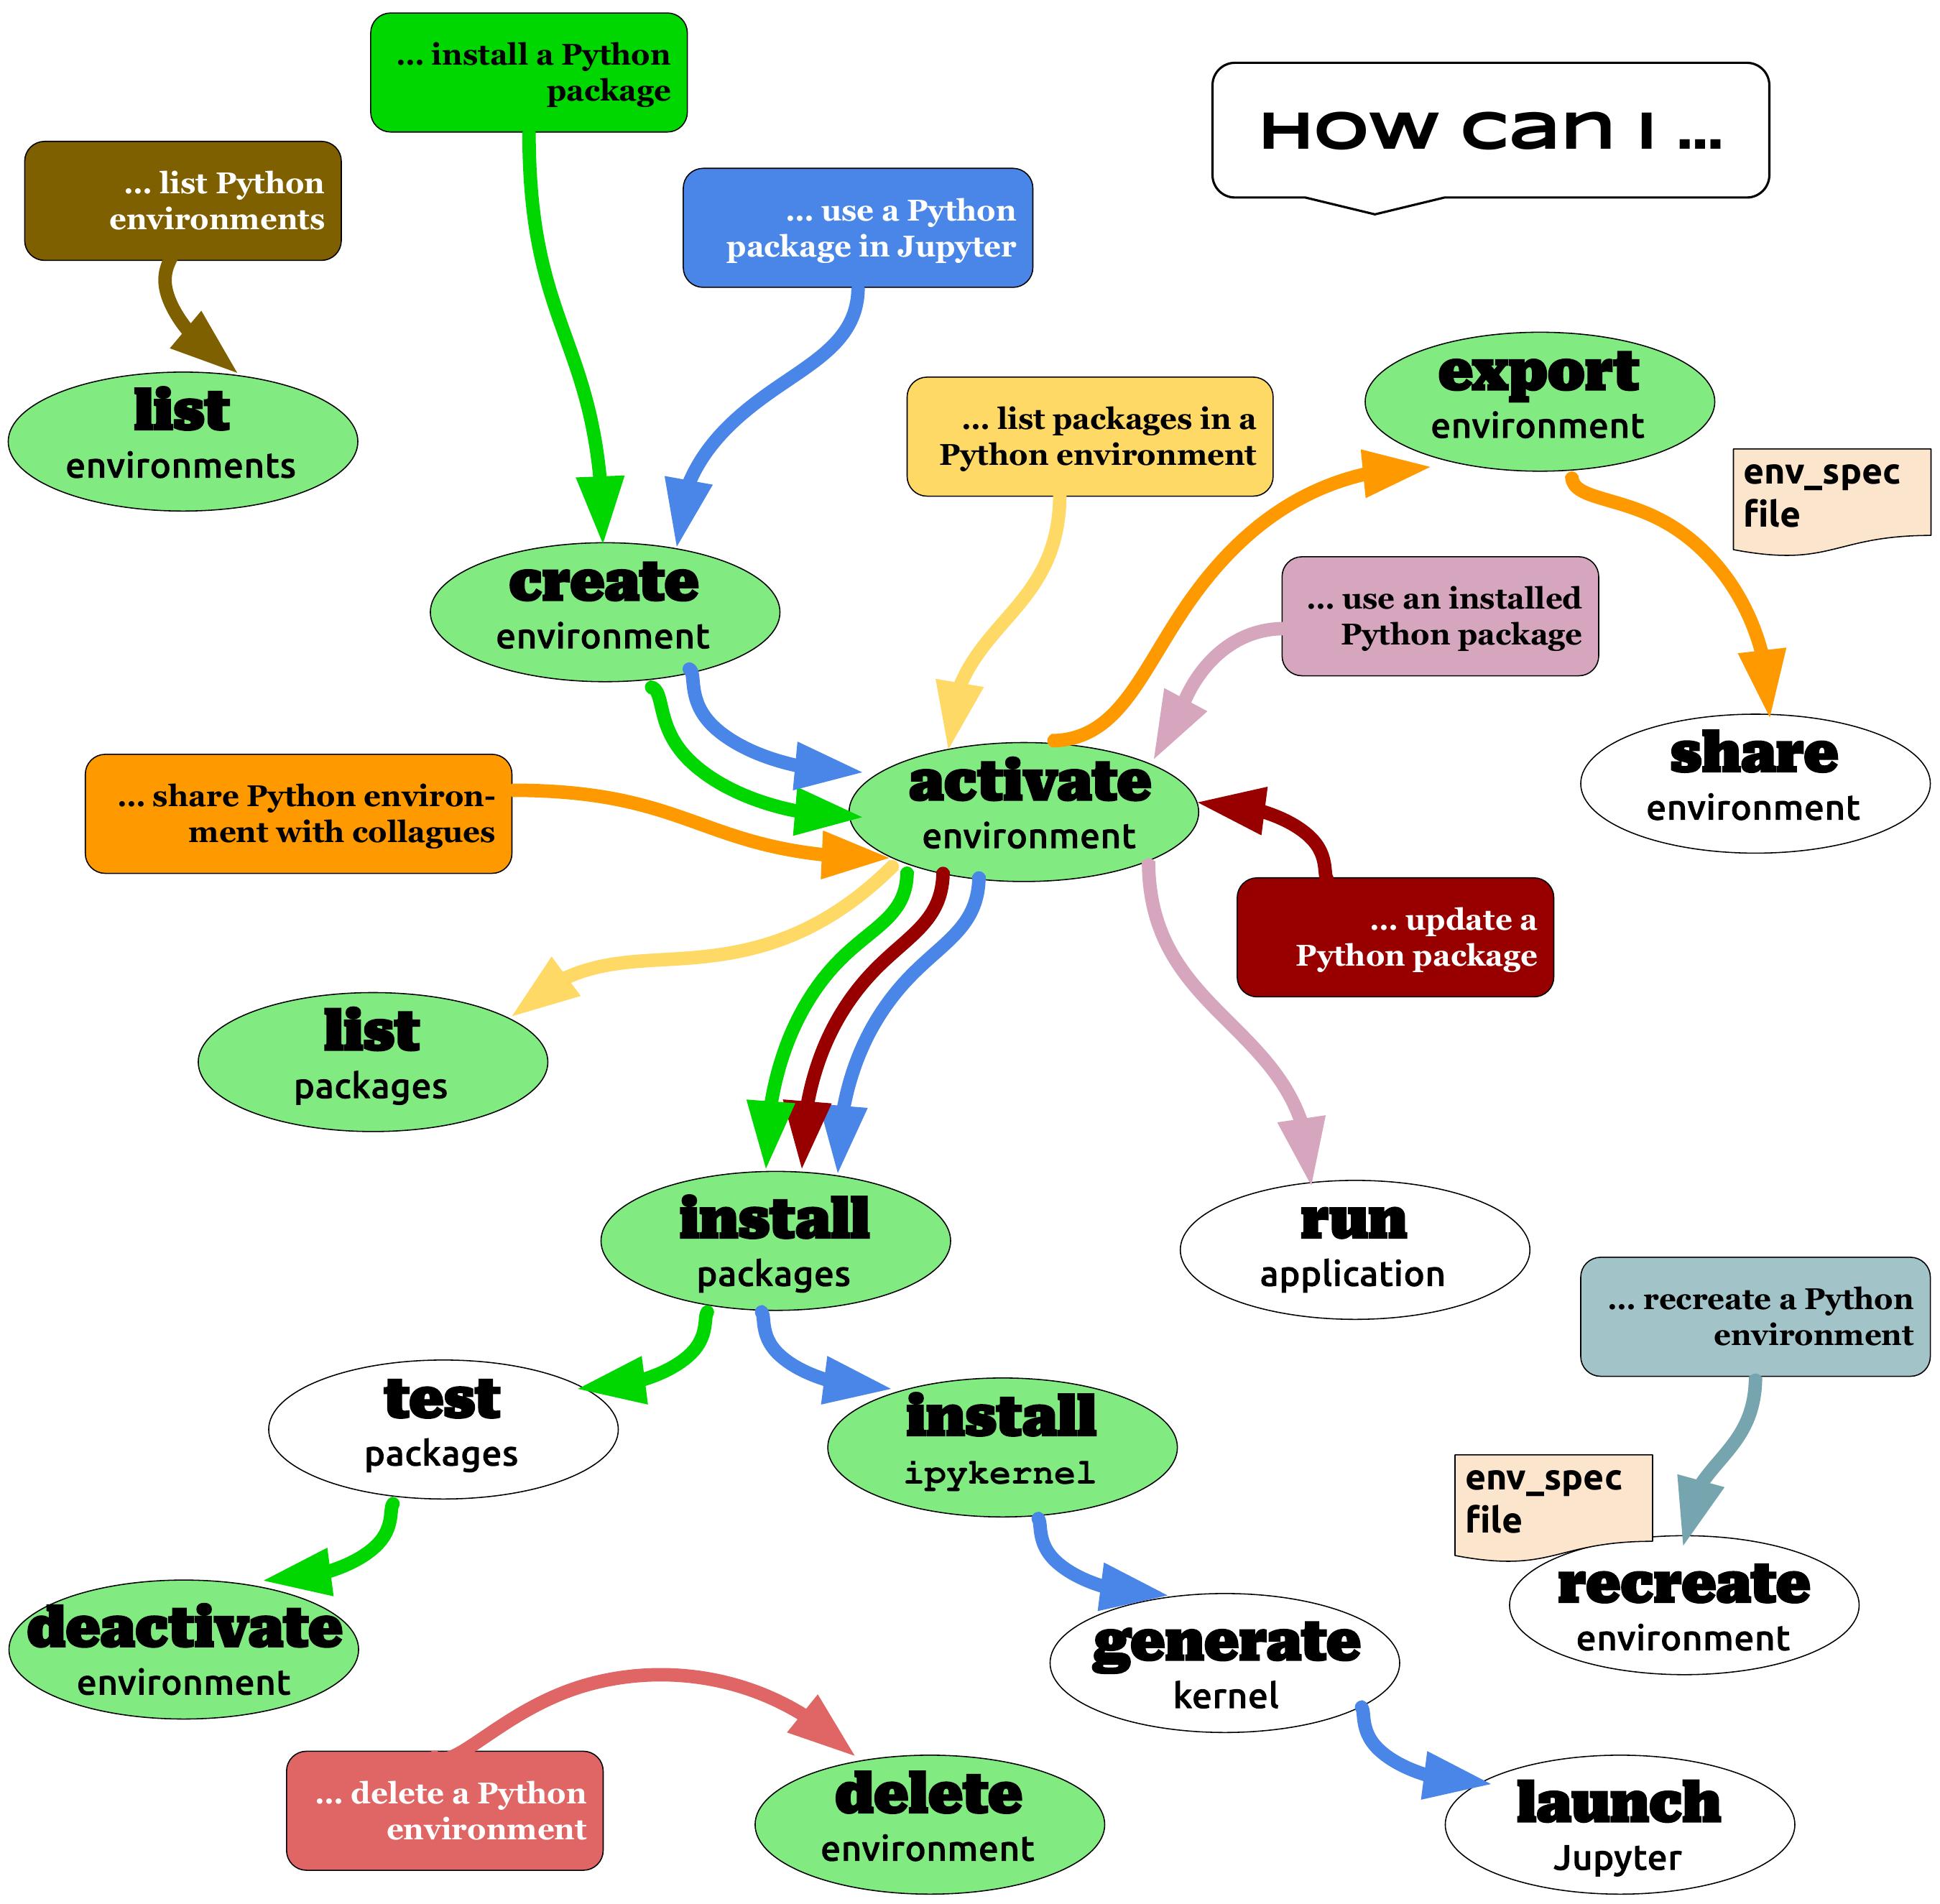 How can I ...
... install a Python
package
... list Python
environments
... use a Python
package in Jupyter
list
environments
... list packages in a
Python environment
export
environment
env_spec
file
create
environment
... use an installed
Python package
... share Python environ-
ment with collagues
activate
environment
share
environment
... update a
Python package
list
packages
install
packages
run
application
... recreate a Python
environment
test
packages
install
ipykernel
env_spec
file
recreate
environment
deactivate
environment
generate
kernel
... delete a Python
environment
delete
environment
launch
Jupyter